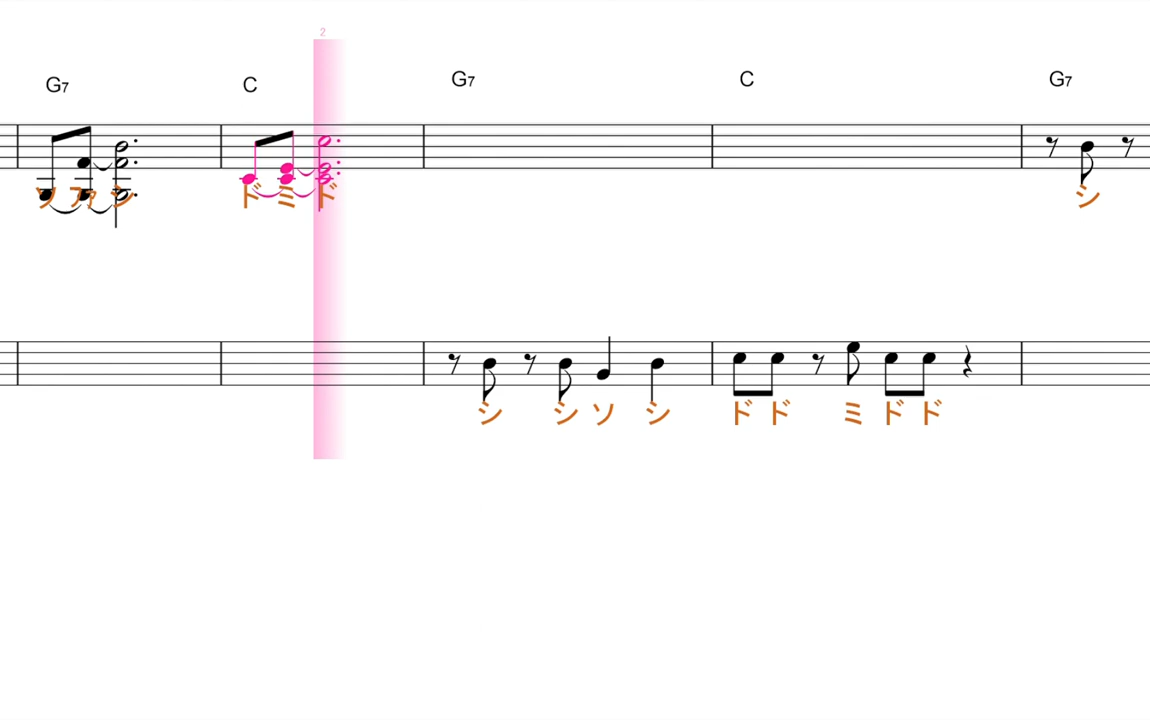 2
G7 C G7 C G7
ソ ファ シ ド ミ ド シ
シ シ ソ シ ド ド ミ ド ド